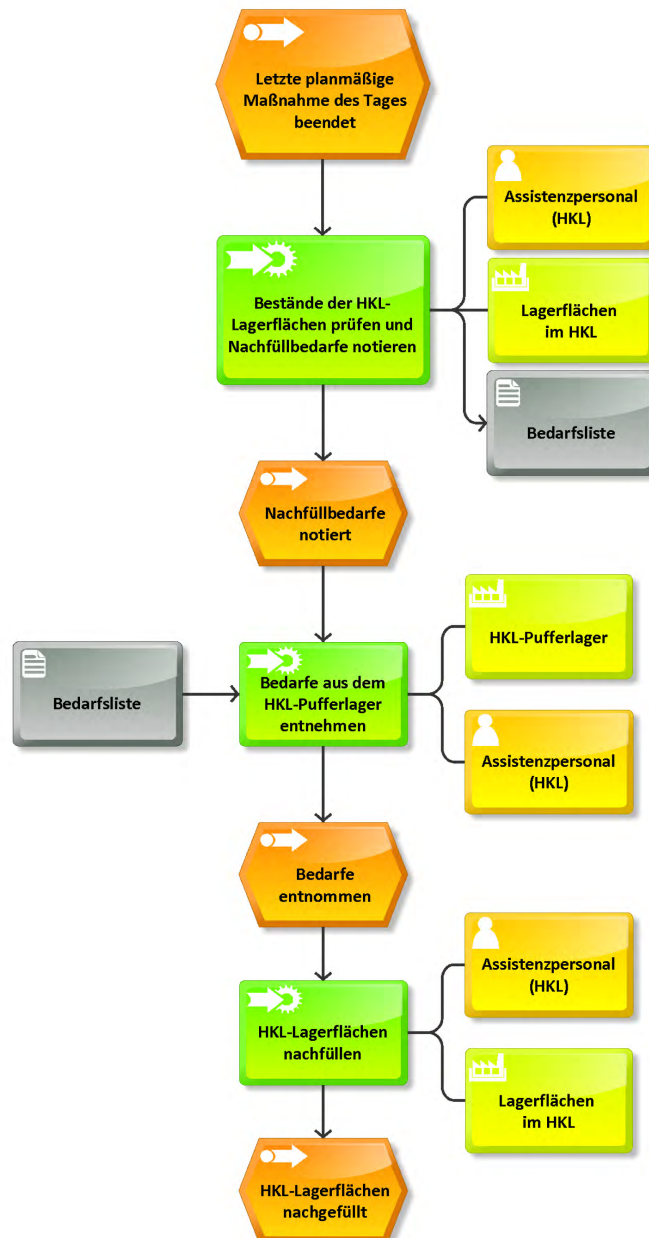 Letzte planmäßige
Maßnahme des Tages
beendet
Assistenzpersonal
(HKL)
Bestände der HKL-
Lagerflächen prüfen und
Nachfüllbedarfe notieren
Lagerflächen
im HKL
Bedarfsliste
Nachfüllbedarfe
notiert
HKL-Pufferlager
Bedarfsliste
Bedarfe aus dem
HKL-Pufferlager
entnehmen
Assistenzpersonal
(HKL)
Bedarfe
entnommen
Assistenzpersonal
(HKL)
HKL-Lagerflächen
nachfüllen
Lagerflächen
im HKL
HKL-Lagerflächen
nachgefüllt